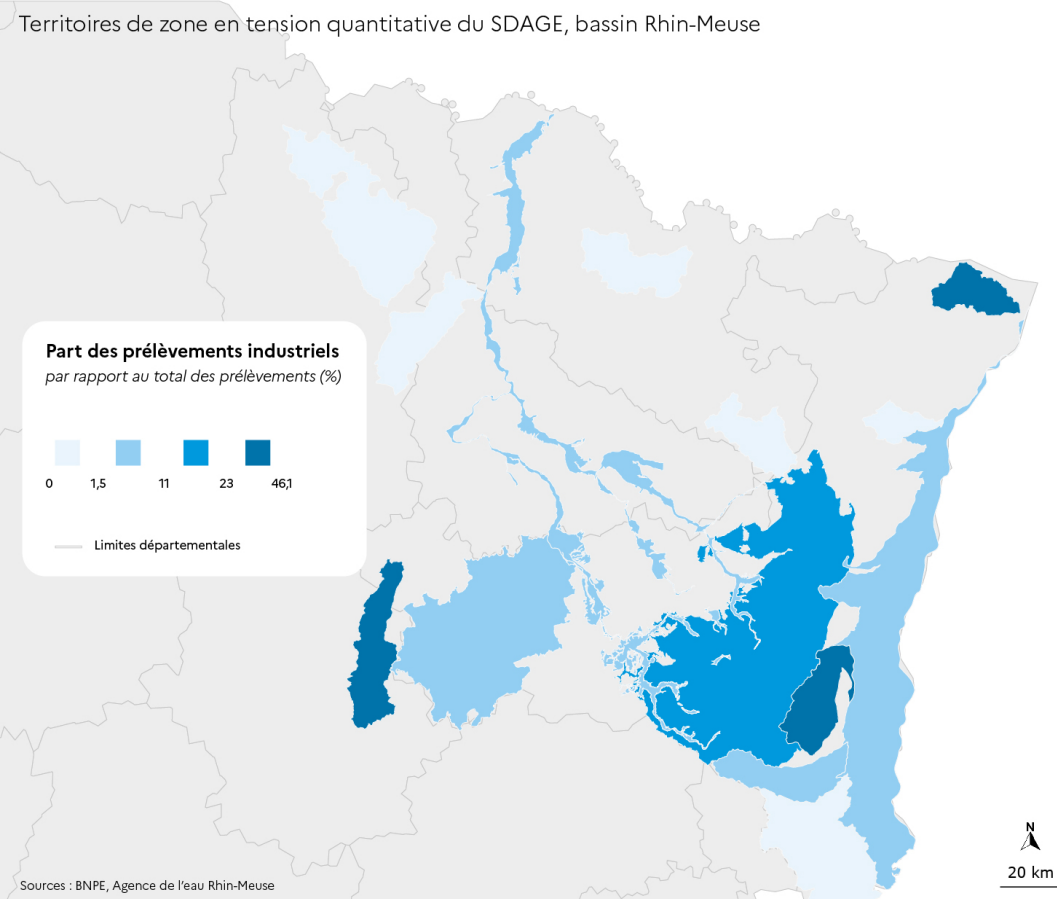 Territoires de zone en tension quantitative du SDAGE, bassin Rhin-Meuse
Part des prélèvements industriels
par rapport au total des prélèvements (%)
0 1,5 11 23 46,1
Limites départementales
N
20 km
Sources : BNPE, Agence de l'eau Rhin-Meuse